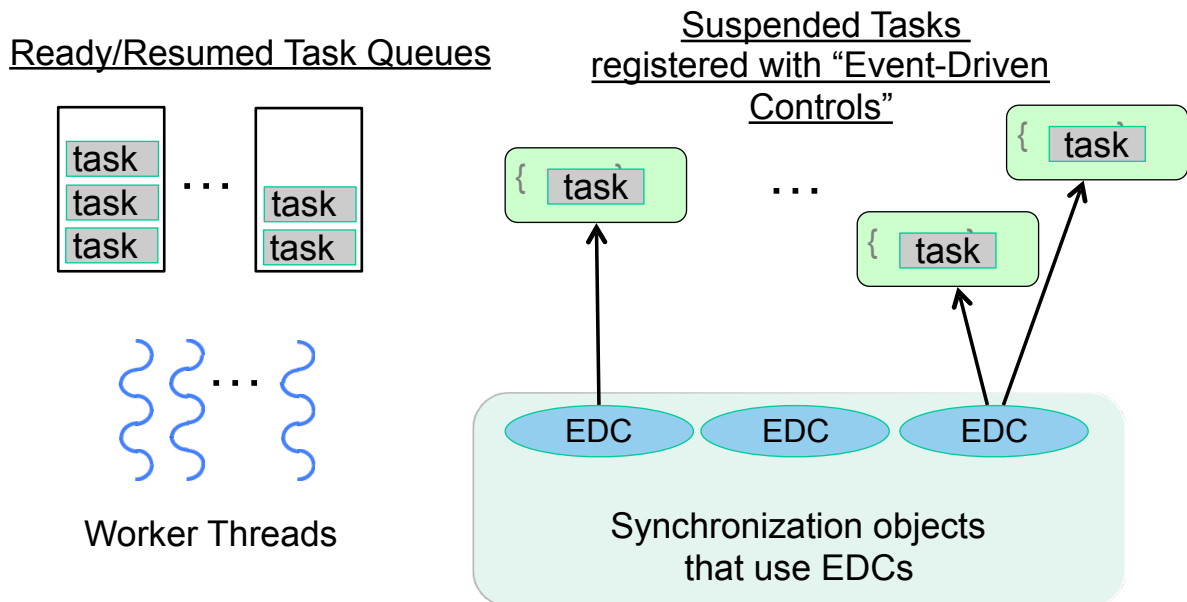 Ready/Resumed Task Queues
task
task
task
...
task
task
Worker Threads
...
Suspended Tasks
registered with “Event-Driven
Controls”
{ task }
...
{ task }
{ task }
EDC
EDC
EDC
Synchronization objects
that use EDCs